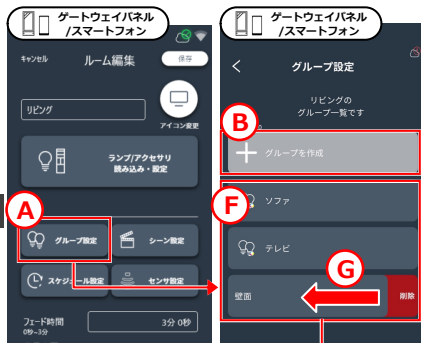 ゲートウェイパネル
/スマートフォン
キャンセル
ルーム編集
保存
リビング
アイコン変更
ランプ/アクセサリ
読み込み・設定
A
グループ設定
シーン設定
スケジュール設定
センサ設定
フェード時間
0秒~3分
3分 0秒
ゲートウェイパネル
/スマートフォン
グループ設定
リビングの
グループ一覧です
B
グループを作成
F
ソファ
テレビ
G
壁面
削除